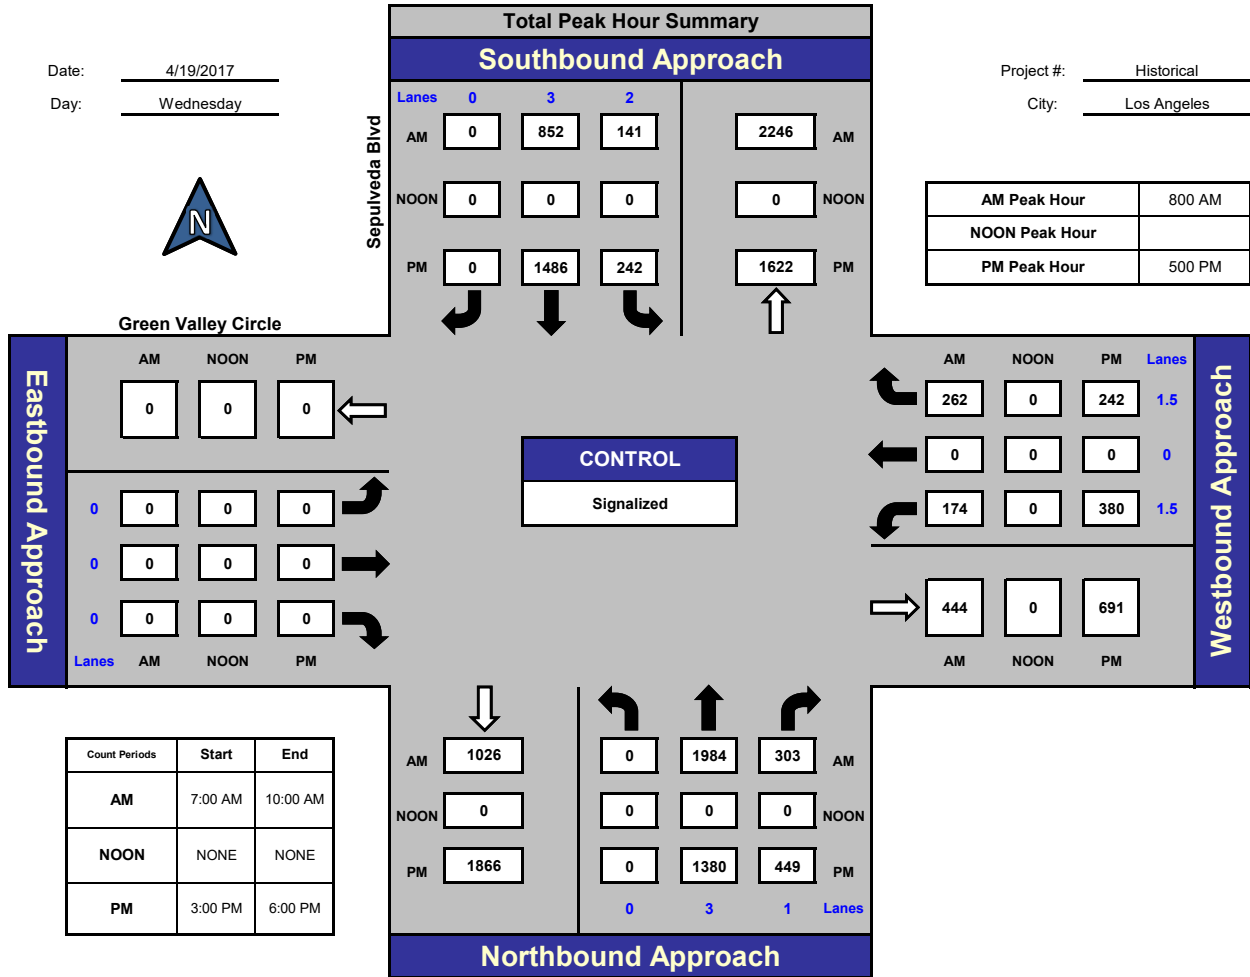 Total Peak Hour Summary
Southbound Approach
Date: 4/19/2017
Day: Wednesday
Project #: Historical
City: Los Angeles
N
Sepulveda Blvd
Lanes 0 3 2
AM 0 852 141 2246 AM
NOON 0 0 0 0 NOON
PM 0 1486 242 1622 PM
AM Peak Hour 800 AM
NOON Peak Hour
PM Peak Hour 500 PM
Green Valley Circle
Eastbound Approach
AM NOON PM
0 0 0
0 0 0 0
0 0 0 0
0 0 0 0
Lanes AM NOON PM
CONTROL
Signalized
AM NOON PM Lanes
262 0 242 1.5
0 0 0 0
174 0 380 1.5
444 0 691
AM NOON PM
Westbound Approach
Count Periods Start End
AM 7:00 AM 10:00 AM
NOON NONE NONE
PM 3:00 PM 6:00 PM
AM 1026 0 1984 303 AM
NOON 0 0 0 0 NOON
PM 1866 0 1380 449 PM
0 3 1 Lanes
Northbound Approach